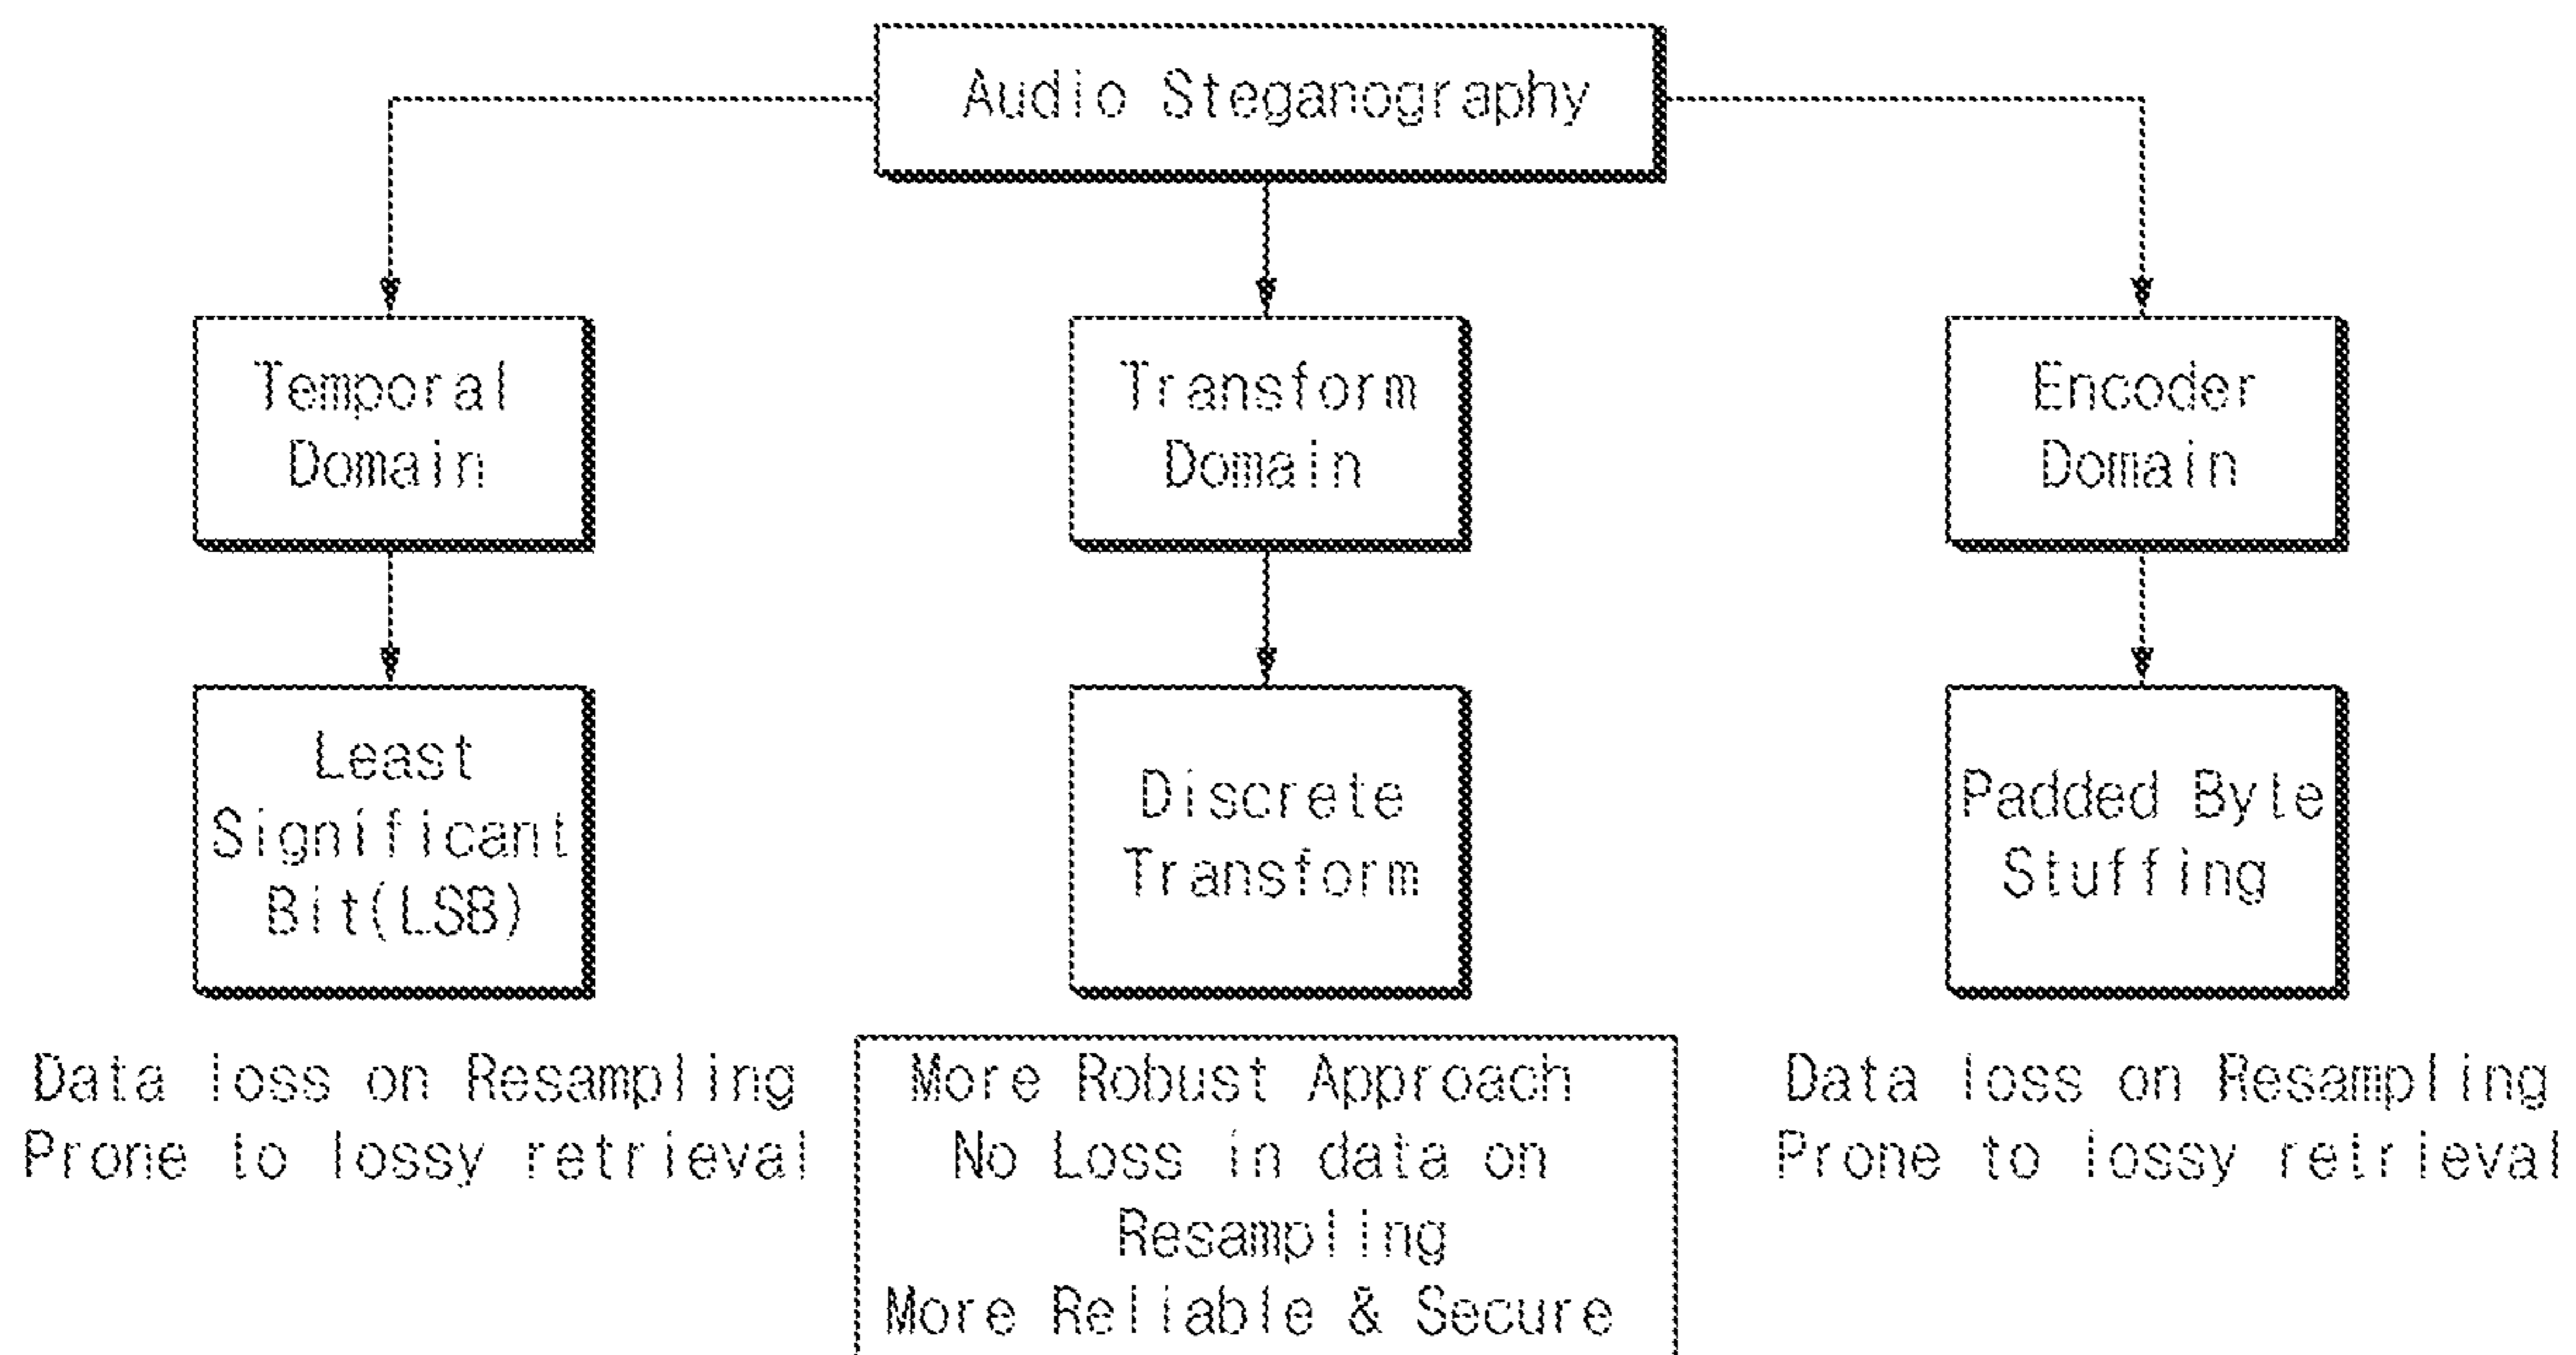 Audio Steganography
Temporal
Domain
Transform
Domain
Encoder
Domain
Least
Significant
Bit(LSB)
Discrete
Transform
Padded Byte
Stuffing
Data loss on Resampling
Prone to lossy retrieval
More Robust Approach
No Loss in data on
Resampling
More Reliable & Secure
Data loss on Resampling
Prone to lossy retrieval